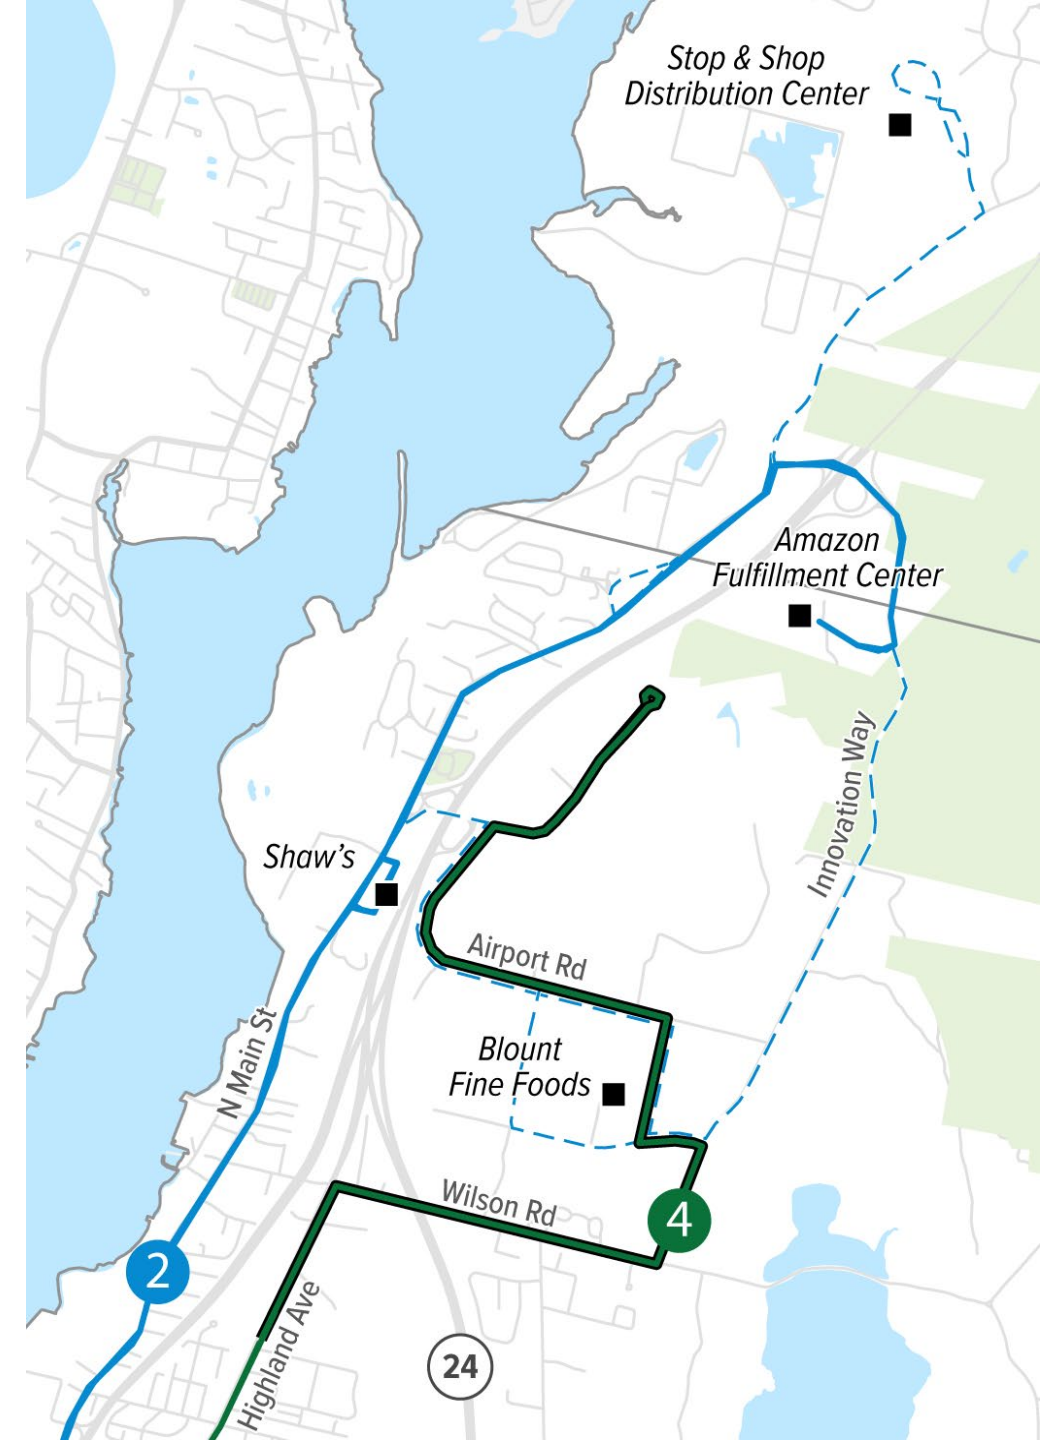 Stop & Shop
Distribution Center
Amazon
Fulfillment Center
Innovation Way
Shaw's
Airport Rd
N Main St
Blount
Fine Foods
Wilson Rd
4
2
Highland Ave
24